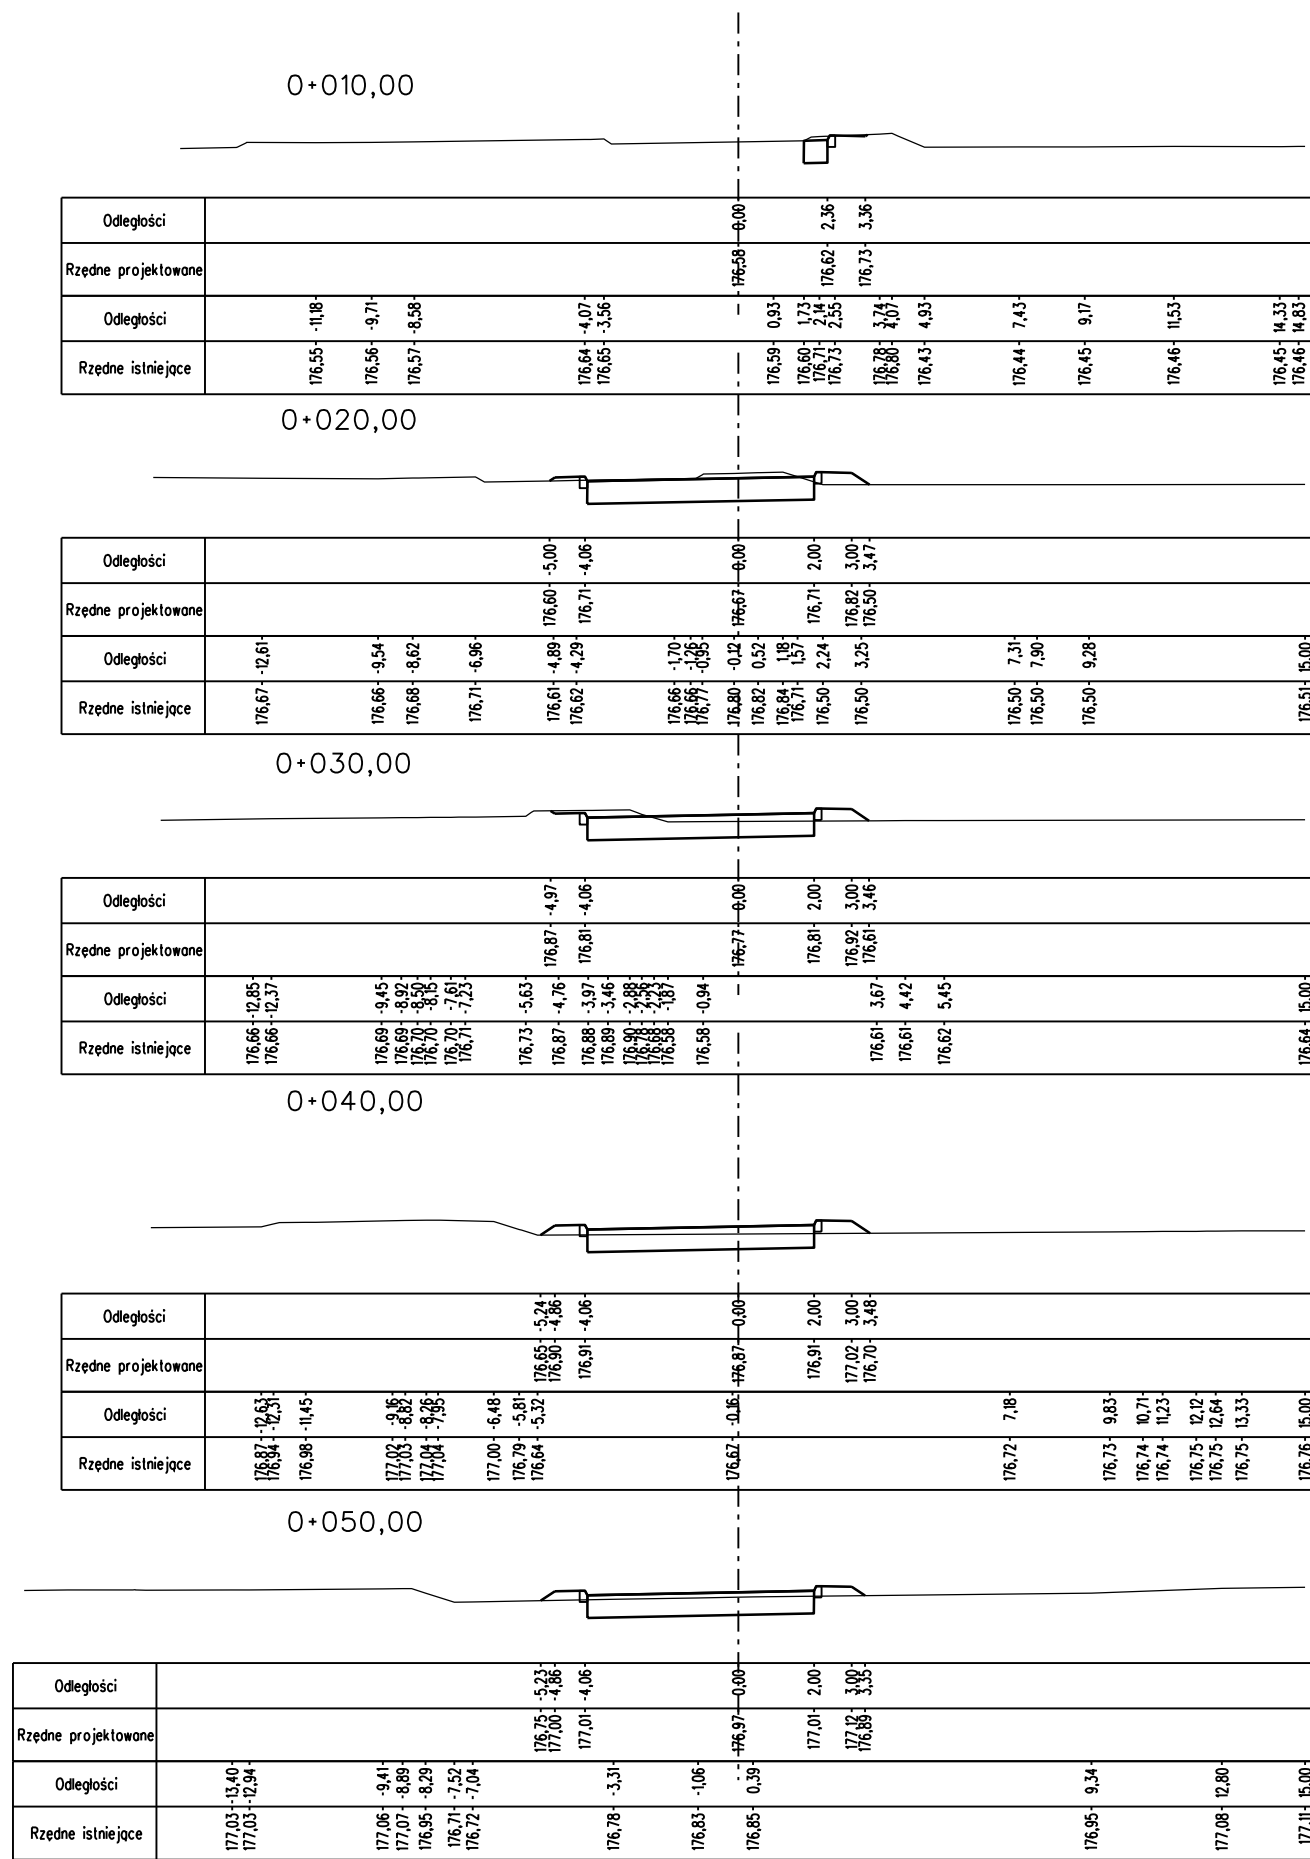 0+010,00
Odległości 0,00 2,36 3,36
Rzędne projektowane 176,58 176,62 176,73
Odległości -11,18 -9,71 -8,58 -4,07 -3,56 0,93 1,73 2,14 2,55 3,74 4,07 4,93 7,43 9,17 11,53 14,33 14,83
Rzędne istniejące 176,55 176,56 176,57 176,64 176,65 176,59 176,60 176,71 176,73 176,78 176,80 176,43 176,44 176,45 176,46 176,45 176,46
0+020,00
Odległości -5,00 -4,06 0,00 2,00 3,00 3,47
Rzędne projektowane 176,60 176,71 176,67 176,71 176,82 176,50
Odległości -12,61 -9,54 -8,62 -6,96 -4,89 -4,29 -1,70 -1,26 -0,95 -0,12 0,52 1,18 1,57 2,24 3,25 7,31 7,90 9,28 15,00
Rzędne istniejące 176,67 176,66 176,68 176,71 176,61 176,62 176,66 176,66 176,77 176,80 176,82 176,84 176,71 176,50 176,50 176,50 176,50 176,50 176,51
0+030,00
Odległości -4,97 -4,06 0,00 2,00 3,00 3,46
Rzędne projektowane 176,87 176,81 176,77 176,81 176,92 176,61
Odległości -12,85 -12,37 -9,45 -8,92 -8,50 -8,15 -7,61 -7,23 -5,63 -4,76 -3,97 -3,46 -2,88 -2,23 -1,87 -0,94 3,67 4,42 5,45 15,00
Rzędne istniejące 176,66 176,66 176,69 176,69 176,70 176,70 176,70 176,71 176,73 176,87 176,88 176,89 176,90 176,78 176,68 176,58 176,58 176,61 176,61 176,62 176,64
0+040,00
Odległości -5,24 -4,86 -4,06 0,00 2,00 3,00 3,48
Rzędne projektowane 176,65 176,90 176,91 176,87 176,91 177,02 176,70
Odległości -12,63 -12,31 -11,45 -9,16 -8,82 -8,26 -7,95 -6,48 -5,81 -5,32 -0,16 7,18 9,83 10,71 11,23 12,12 12,64 13,33 15,00
Rzędne istniejące 176,87 176,94 176,98 177,02 177,03 177,04 177,04 177,00 176,79 176,64 176,67 176,72 176,73 176,74 176,74 176,75 176,75 176,75 176,76
0+050,00
Odległości -5,23 -4,86 -4,06 0,00 2,00 3,00 3,35
Rzędne projektowane 176,75 177,00 177,01 176,97 177,01 177,12 176,89
Odległości -13,40 -12,94 -9,41 -8,89 -8,29 -7,52 -7,04 -3,31 -1,06 0,39 9,34 12,80 15,00
Rzędne istniejące 177,03 177,03 177,06 177,07 176,95 176,71 176,72 176,78 176,83 176,85 176,95 177,08 177,11